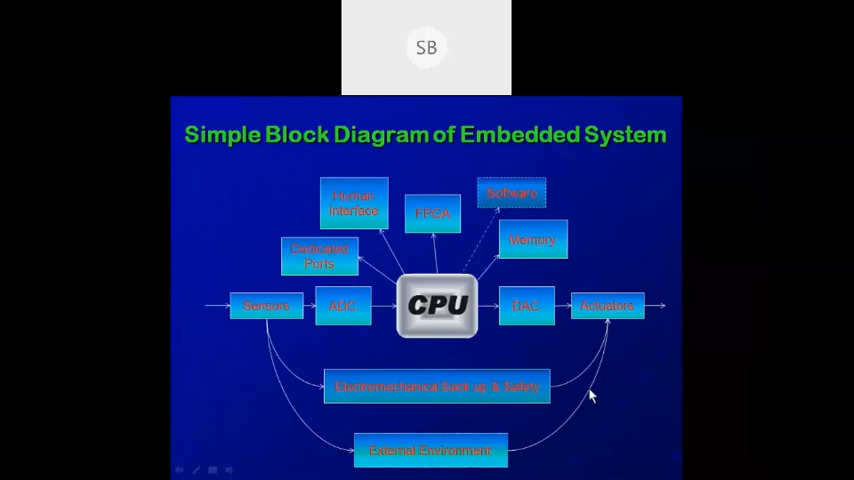 SB
Simple Block Diagram of Embedded System
Human
Interface
FPGA
Software
Memory
Dedicated
Ports
Sensors
ADC
CPU
DAC
Actuators
Electromechanical Back up & Safety
External Environment